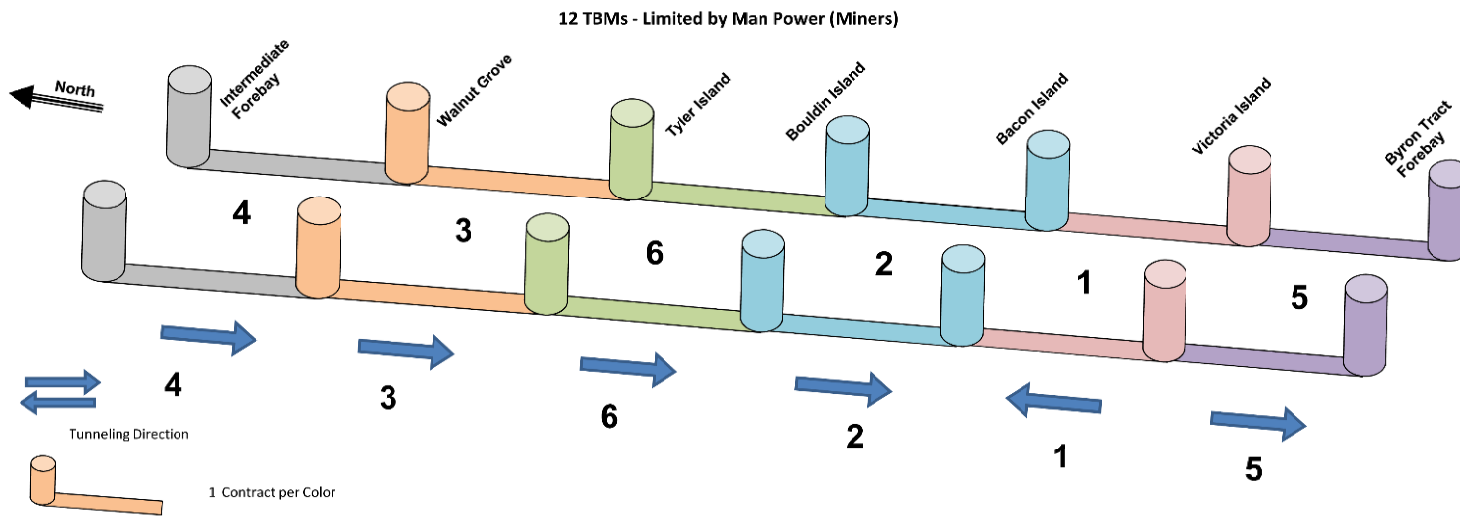 12 TBMs - Limited by Man Power (Miners)
North
Intermediate
Forebay
Walnut Grove
Tyler Island
Bouldin Island
Bacon Island
Victoria Island
Byron Tract
Forebay
4
3
6
2
1
5
4
3
6
2
1
5
Tunneling Direction
1 Contract per Color